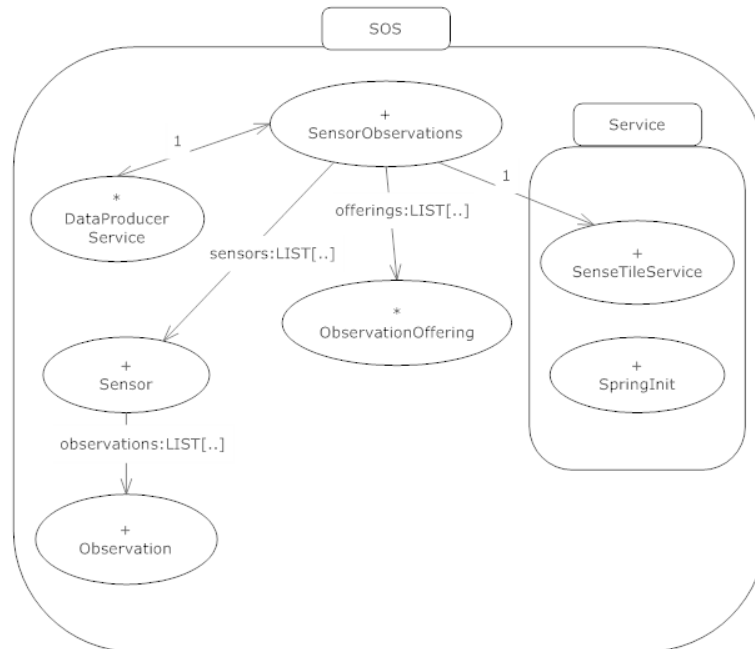 SOS
+
SensorObservations
Service
1
*
DataProducer
Service
offerings:LIST[..]
1
sensors:LIST[..]
+
SenseTileService
*
ObservationOffering
+
Sensor
+
SpringInit
observations:LIST[..]
+
Observation